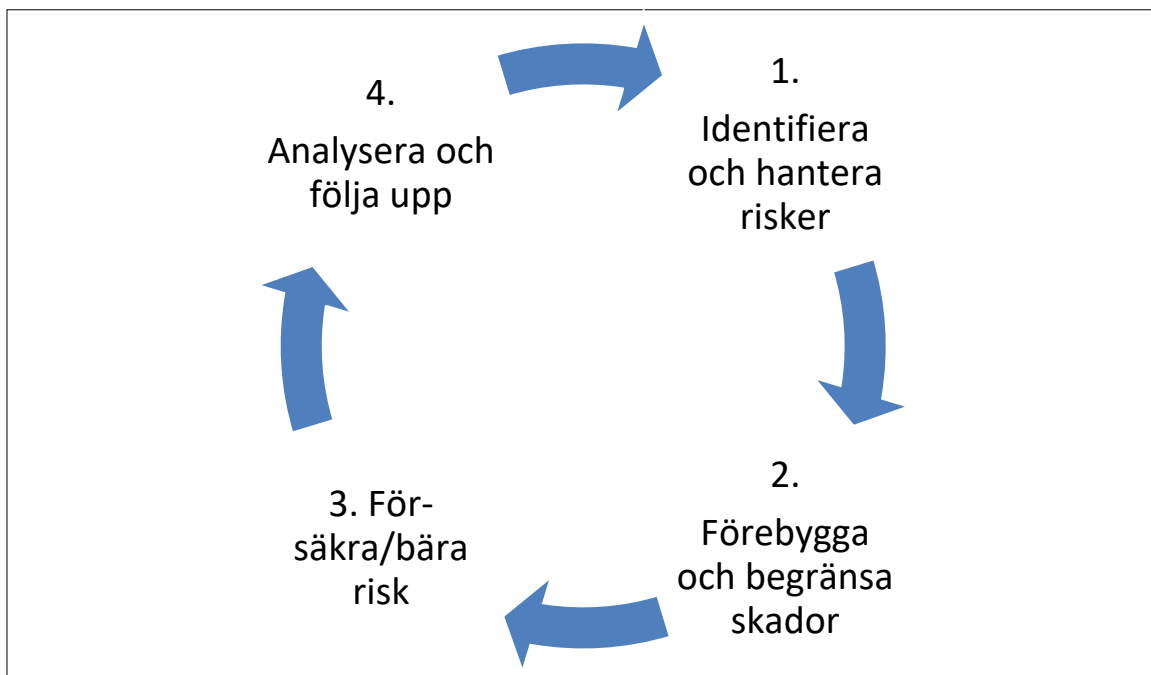 1.
Identifiera
och hantera
risker
2.
Förebygga
och begränsa
skador
3. För-
säkra/bära
risk
4.
Analysera och
följa upp